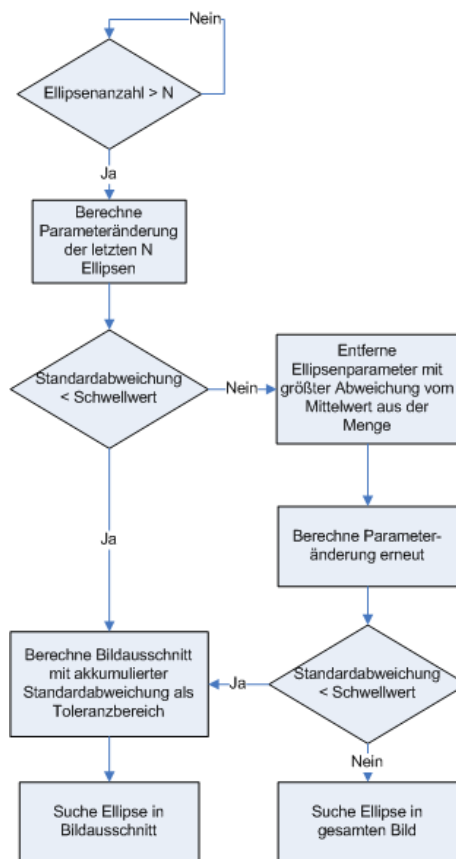 Nein
Ellipsenanzahl > N
Ja
Berechne
Parameteränderung
der letzten N
Ellipsen
Standardabweichung
< Schwellwert
Nein
Entferne
Ellipsenparameter mit
größter Abweichung vom
Mittelwert aus der
Menge
Ja
Berechne Parameter-
änderung erneut
Berechne Bildausschnitt
mit akkumulierter
Standardabweichung als
Toleranzbereich
Ja
Standardabweichung
< Schwellwert
Nein
Suche Ellipse in
Bildausschnitt
Suche Ellipse in
gesamten Bild